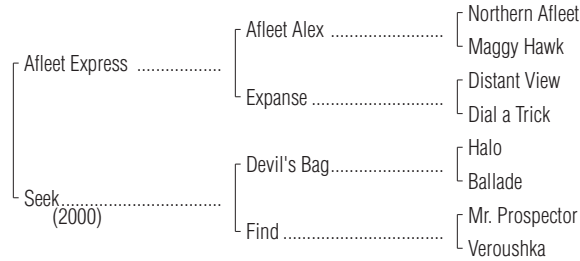 Northern Afleet
Afleet Alex ....................
Maggy Hawk
Afleet Express ................
Distant View
Expanse ........................
Dial a Trick
Halo
Devil's Bag.....................
Ballade
Seek..............................
(2000)
Mr. Prospector
Find ..............................
Veroushka